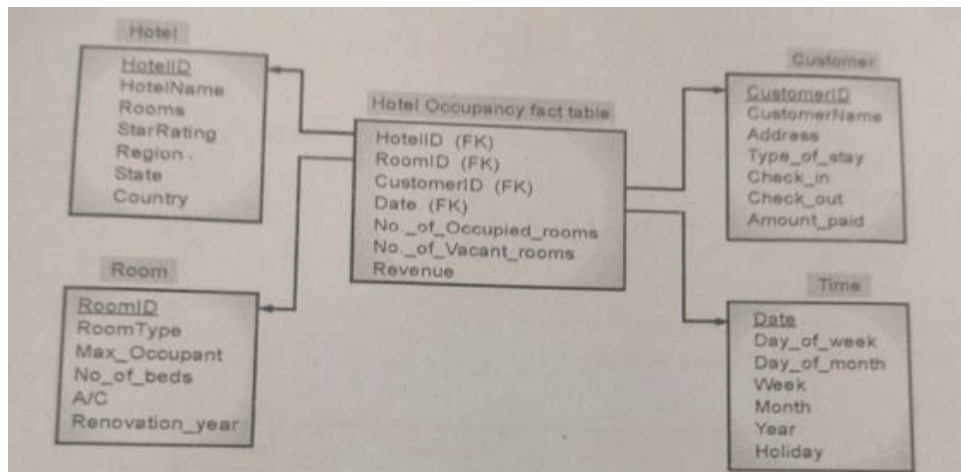 Hotel
HotelID
HotelName
Rooms
StarRating
Region .
State
Country
Room
RoomID
RoomType
Max_Occupant
No_of_beds
A/C
Renovation_year
Hotel Occupancy fact table
HotelID (FK)
RoomID (FK)
CustomerID (FK)
Date (FK)
No._of_Occupied_rooms
No._of_Vacant_rooms
Revenue
Customer
CustomerID
CustomerName
Address
Type_of_stay
Check_in
Check_out
Amount_paid
Time
Date
Day_of_week
Day_of_month
Week
Month
Year
Holiday